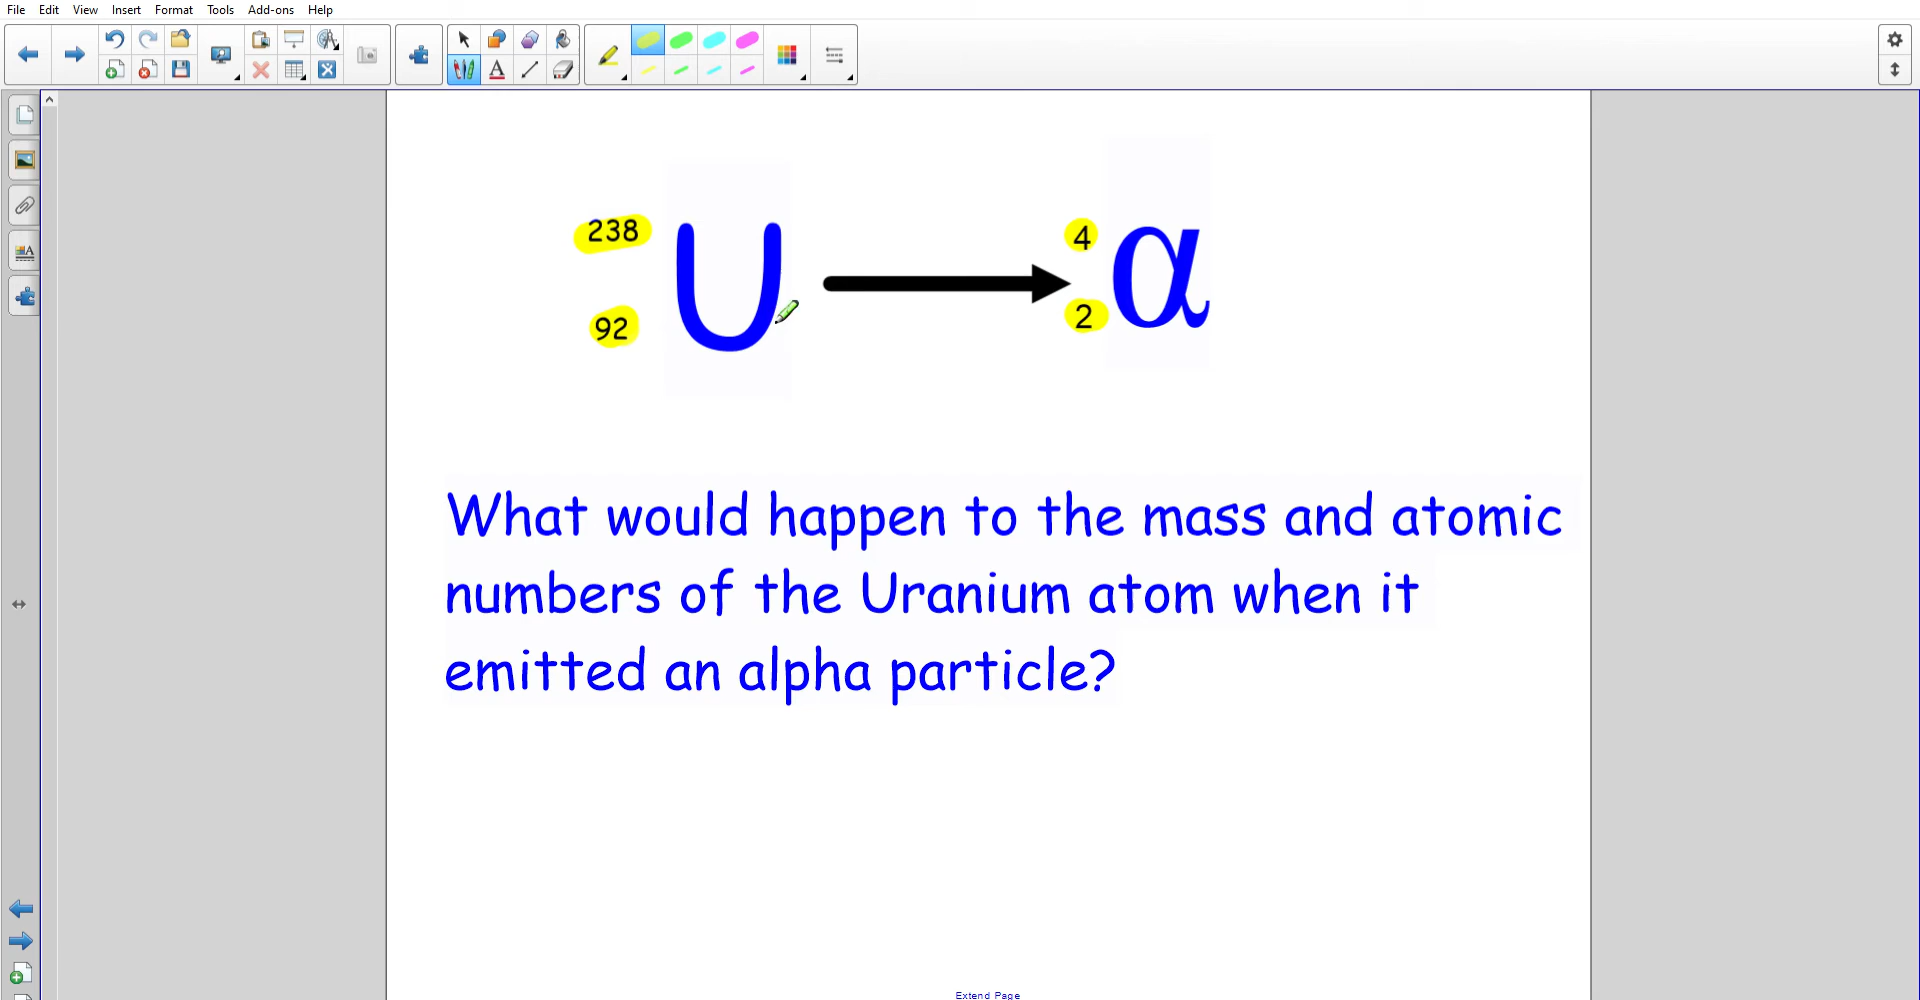 File Edit View Insert Format Tools Add-ons Help
238 U 4 α
92 2
What would happen to the mass and atomic
numbers of the Uranium atom when it
emitted an alpha particle?
Extend Page